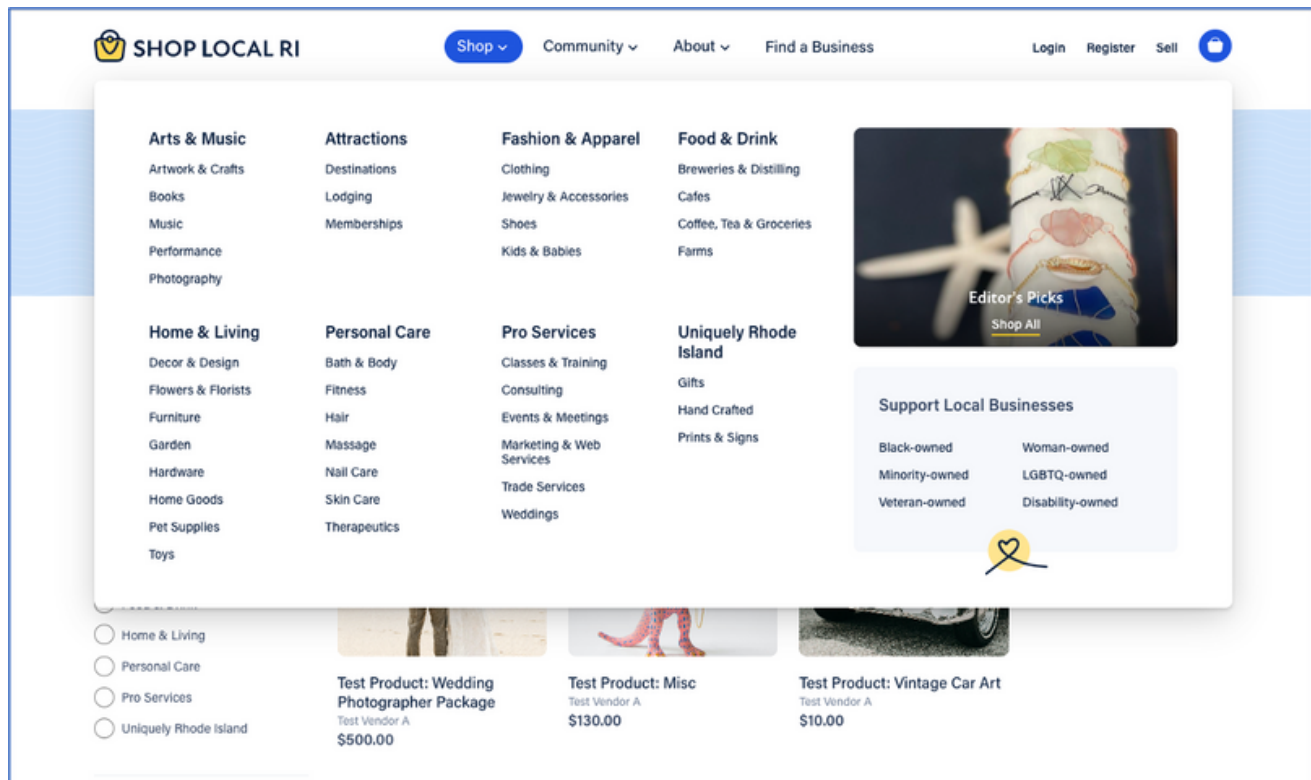 SHOP LOCAL RI
Shop
Community
About
Find a Business
Login
Register
Sell
Arts & Music
Artwork & Crafts
Books
Music
Performance
Photography
Attractions
Destinations
Lodging
Memberships
Fashion & Apparel
Clothing
Jewelry & Accessories
Shoes
Kids & Babies
Food & Drink
Breweries & Distilling
Cafes
Coffee, Tea & Groceries
Farms
Editor's Picks
Shop All
Home & Living
Decor & Design
Flowers & Florists
Furniture
Garden
Hardware
Home Goods
Pet Supplies
Toys
Personal Care
Bath & Body
Fitness
Hair
Massage
Nail Care
Skin Care
Therapeutics
Pro Services
Classes & Training
Consulting
Events & Meetings
Marketing & Web
Services
Trade Services
Weddings
Uniquely Rhode
Island
Gifts
Hand Crafted
Prints & Signs
Support Local Businesses
Black-owned
Woman-owned
Minority-owned
LGBTQ-owned
Veteran-owned
Disability-owned
Home & Living
Personal Care
Pro Services
Uniquely Rhode Island
Test Product: Wedding
Photographer Package
Test Vendor A
$500.00
Test Product: Misc
Test Vendor A
$130.00
Test Product: Vintage Car Art
Test Vendor A
$10.00